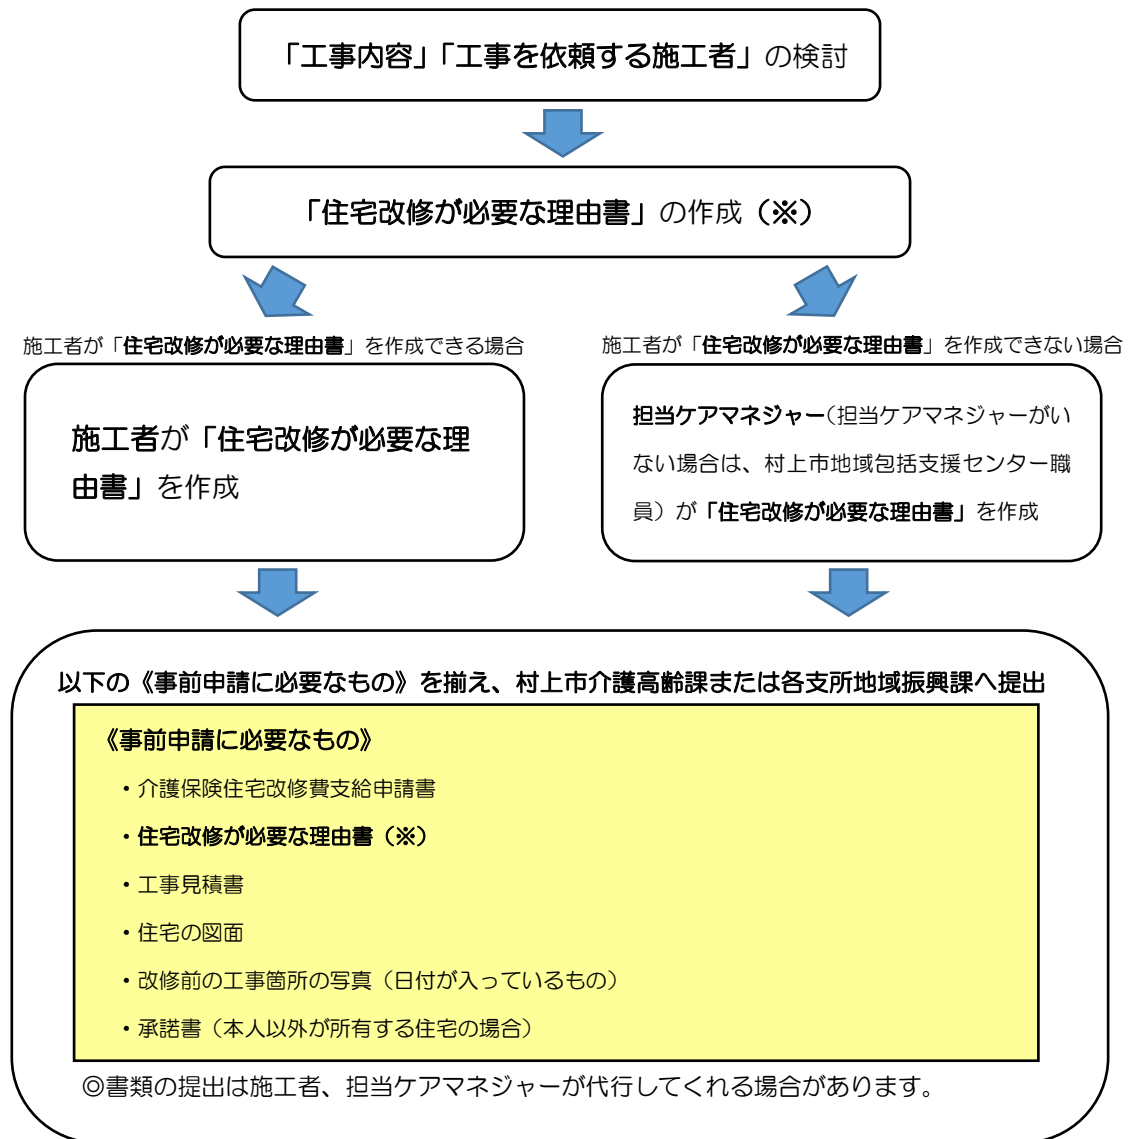 「工事内容」「工事を依頼する施工者」の検討
「住宅改修が必要な理由書」の作成（※）
施工者が「住宅改修が必要な理由書」を作成できる場合
施工者が「住宅改修が必要な理
由書」を作成
施工者が「住宅改修が必要な理由書」を作成できない場合
担当ケアマネジャー（担当ケアマネジャーがい
ない場合は、村上市地域包括支援センター職
員）が「住宅改修が必要な理由書」を作成
以下の《事前申請に必要なもの》を揃え、村上市介護高齢課または各支所地域振興課へ提出
《事前申請に必要なもの》
・介護保険住宅改修費支給申請書
・住宅改修が必要な理由書（※）
・工事見積書
・住宅の図面
・改修前の工事箇所の写真（日付が入っているもの）
・承諾書（本人以外が所有する住宅の場合）
◎書類の提出は施工者、担当ケアマネジャーが代行してくれる場合があります。